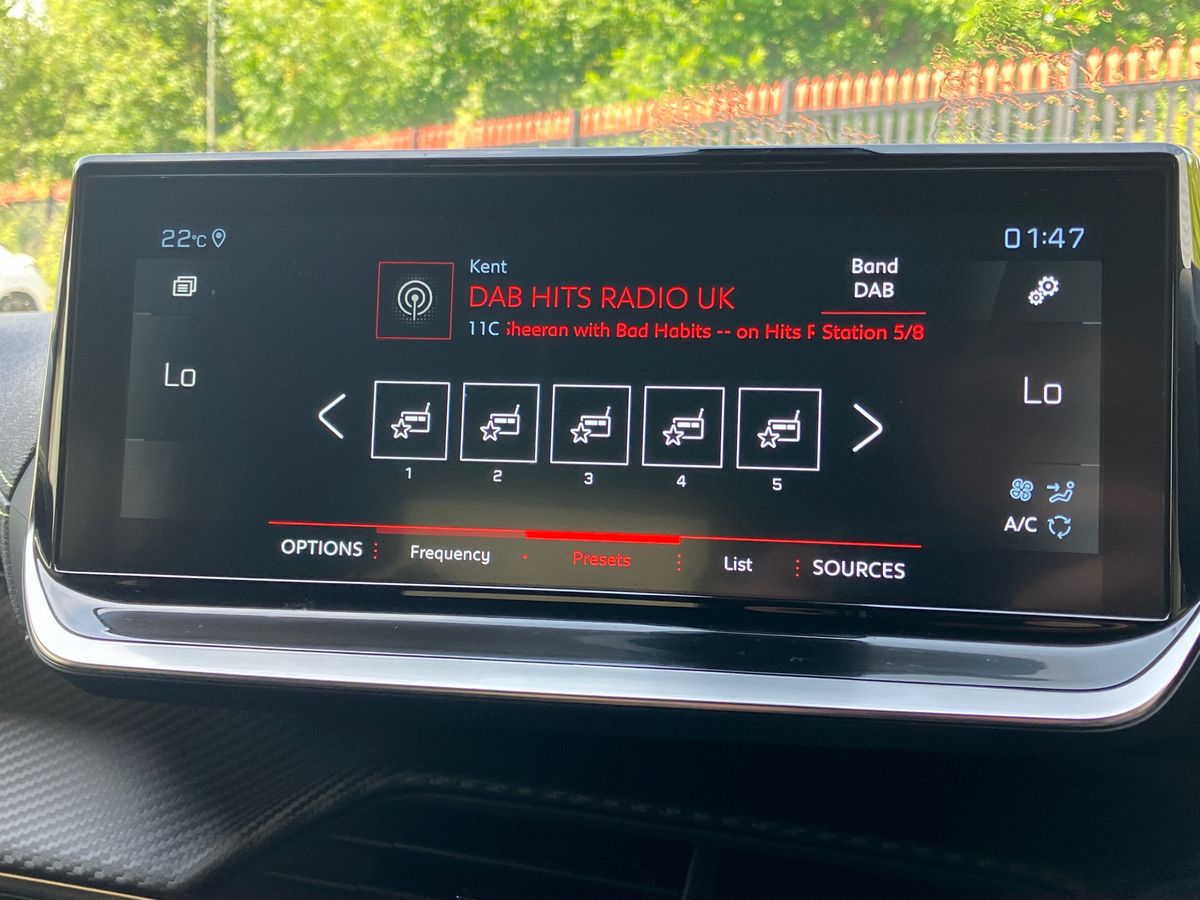 22°C
01:47
Kent
DAB HITS RADIO UK
11C
heeran with Bad Habits -- on Hits
Station 5/8
Band
DAB
Lo
Lo
1
2
3
4
5
A/C
OPTIONS
Frequency
Presets
List
SOURCES